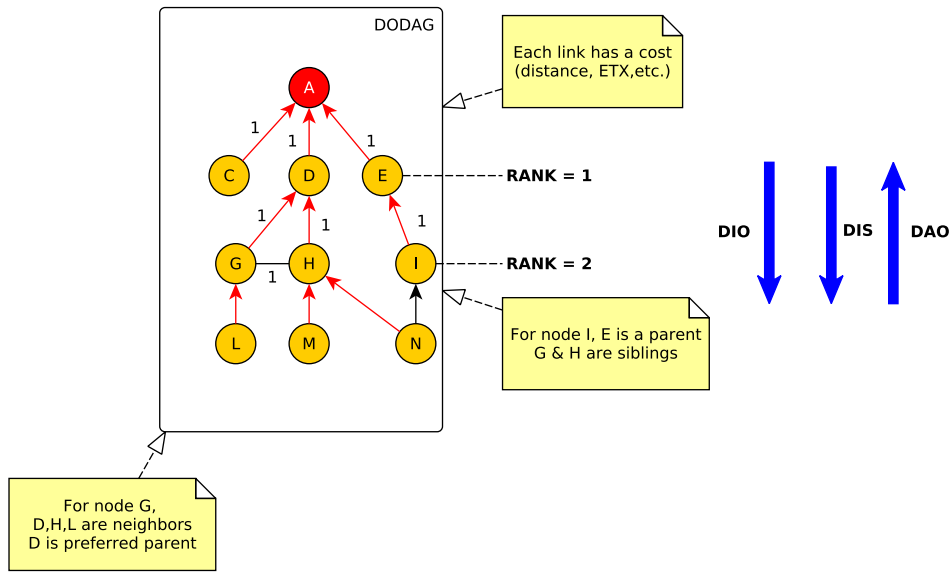 DODAG
Each link has a cost
(distance, ETX,etc.)
A
1
1
1
C
D
E
RANK = 1
1
1
1
DIO
DIS
DAO
G
1
H
I
RANK = 2
For node I, E is a parent
G & H are siblings
L
M
N
For node G,
D,H,L are neighbors
D is preferred parent